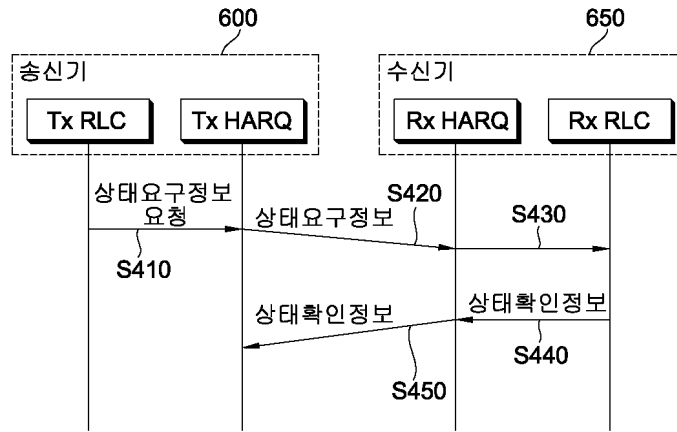 600
650
송신기
수신기
Tx RLC
Tx HARQ
Rx HARQ
Rx RLC
상태요구정보
요청
상태요구정보
S420
S430
S410
상태확인정보
상태확인정보
S440
S450